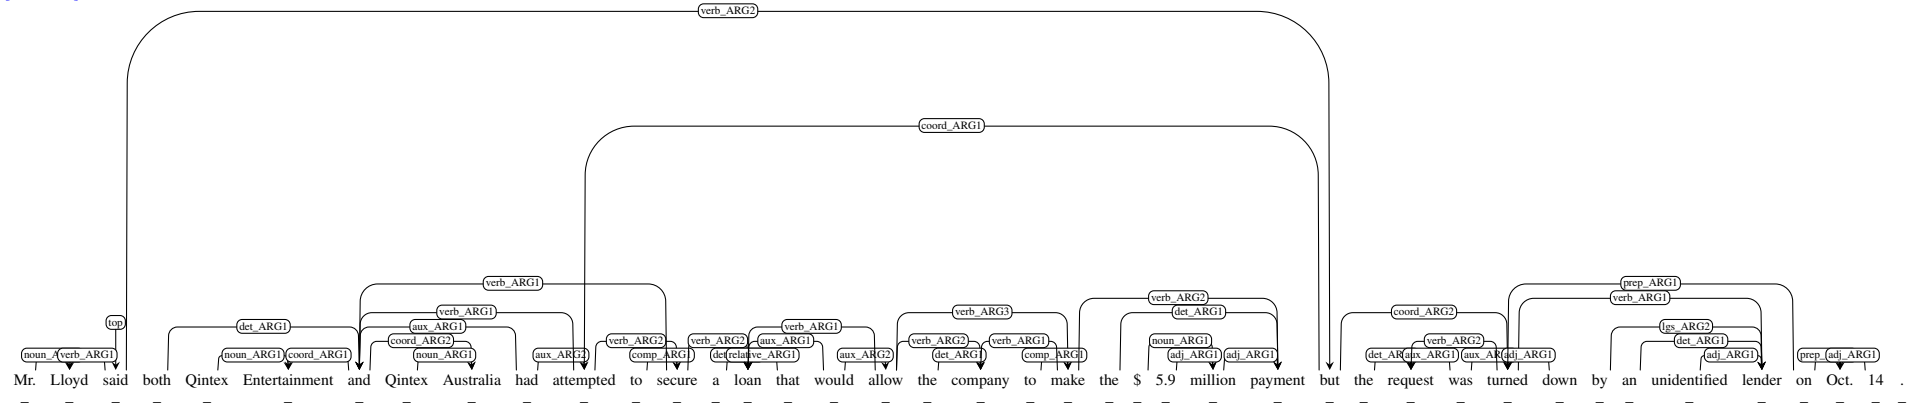 verb_ARG2
coord_ARG1
verb_ARG1 prep_ARG1
verb_ARG2 verb_ARG1
verb_ARG1 verb_ARG3 det_ARG1 coord_ARG2
top det_ARG1 aux_ARG1 verb_ARG1 lgs_ARG2
coord_ARG2 verb_ARG2 verb_ARG2 aux_ARG1 verb_ARG2 verb_ARG1 noun_ARG1 verb_ARG2 det_ARG1
verb_ARG1 noun_ARG1 coord_ARG1 noun_ARG1 aux_ARG2 comp_ARG1 relative_ARG1 aux_ARG2 det_ARG1 comp_ARG1 adj_ARG1 adj_ARG1 aux_ARG1 adj_ARG1 adj_ARG1 adj_ARG1
Mr. Lloyd said both Qintex Entertainment and Qintex Australia had attempted to secure a loan that would allow the company to make the $ 5.9 million payment but the request was turned down by an unidentified lender on Oct. 14 .